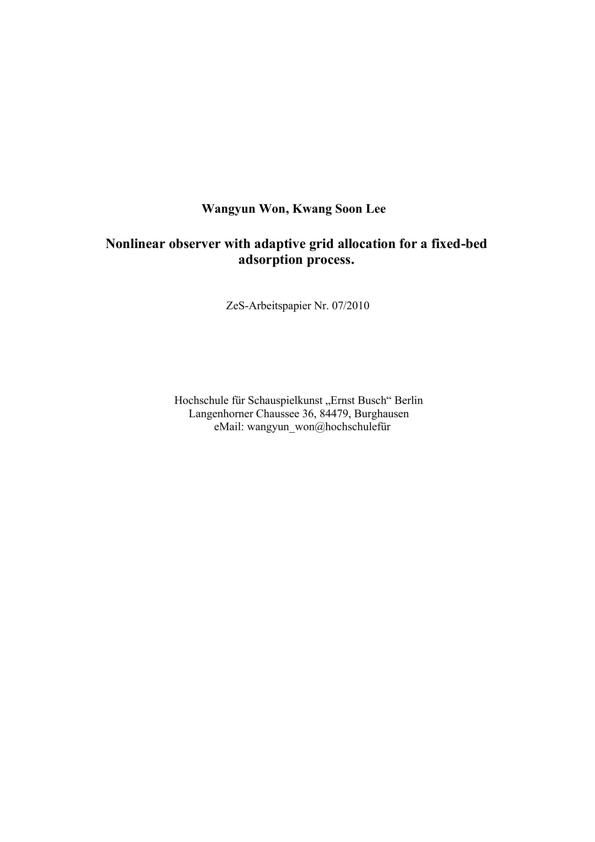 Wangyun Won, Kwang Soon Lee
Nonlinear observer with adaptive grid allocation for a fixed-bed
adsorption process.
ZeS-Arbeitspapier Nr. 07/2010
Hochschule für Schauspielkunst „Ernst Busch“ Berlin
Langenhorner Chaussee 36, 84479, Burghausen
eMail: wangyun_won@hochschulefür